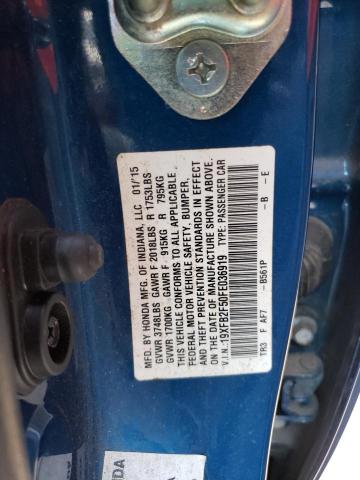 MFD. BY HONDA MFG. OF INDIANA, LLC 01/'15
GVWR 3748LBS GAWR F 2018LBS R 1753LBS
GVWR 1700KG GAWR F 915KG R 795KG
THIS VEHICLE CONFORMS TO ALL APPLICABLE
FEDERAL MOTOR VEHICLE SAFETY, BUMPER,
AND THEFT PREVENTION STANDARDS IN EFFECT
ON THE DATE OF MANUFACTURE SHOWN ABOVE.
V.I.N.: 19XFB2F50FE036919 TYPE: PASSENGER CAR
TR3 F AF7 -B561P -B -E